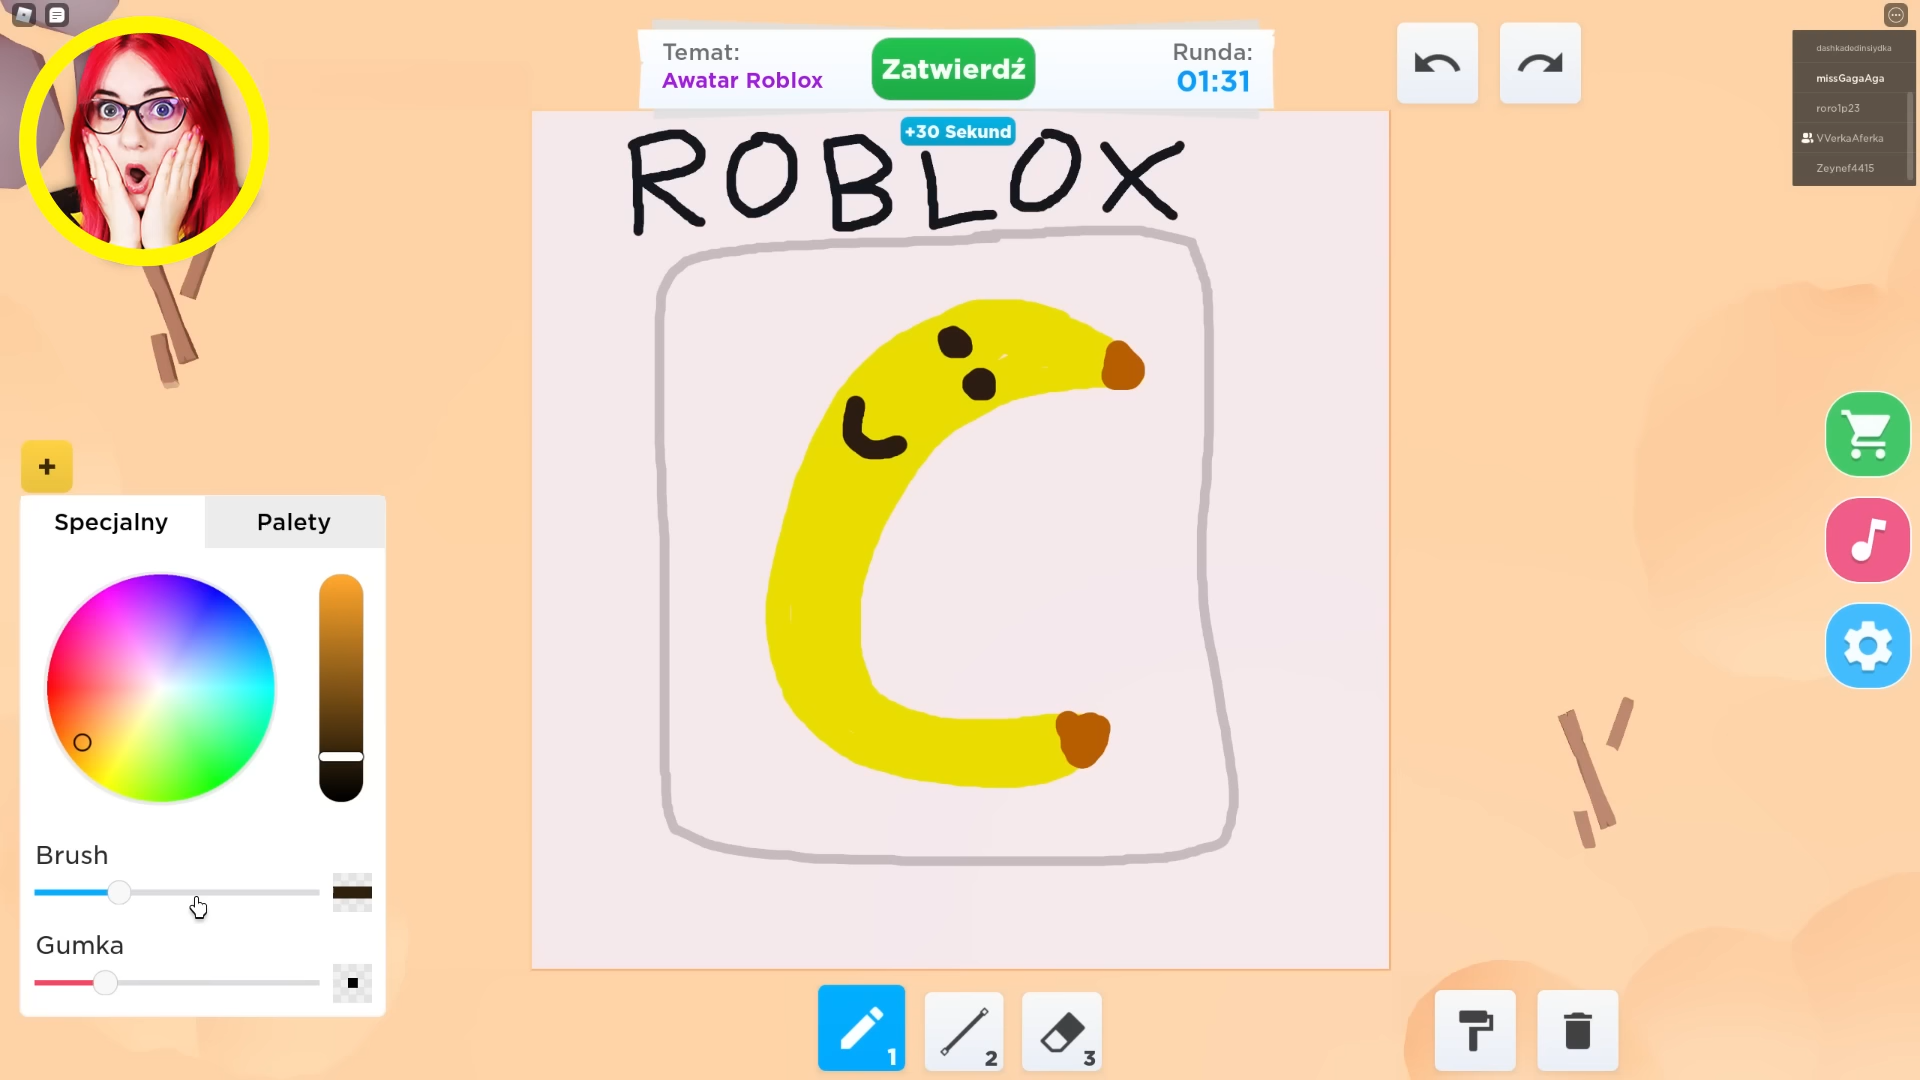 Temat:
Awatar Roblox
Zatwierdź
Runda:
01:31
+30 Sekund
ROBLOX
dashkadedinsiydka
missGagaAga
roro1p23
VVerkaAferka
Zeynef4415
+
Specjalny
Palety
Brush
Gumka
1
2
3